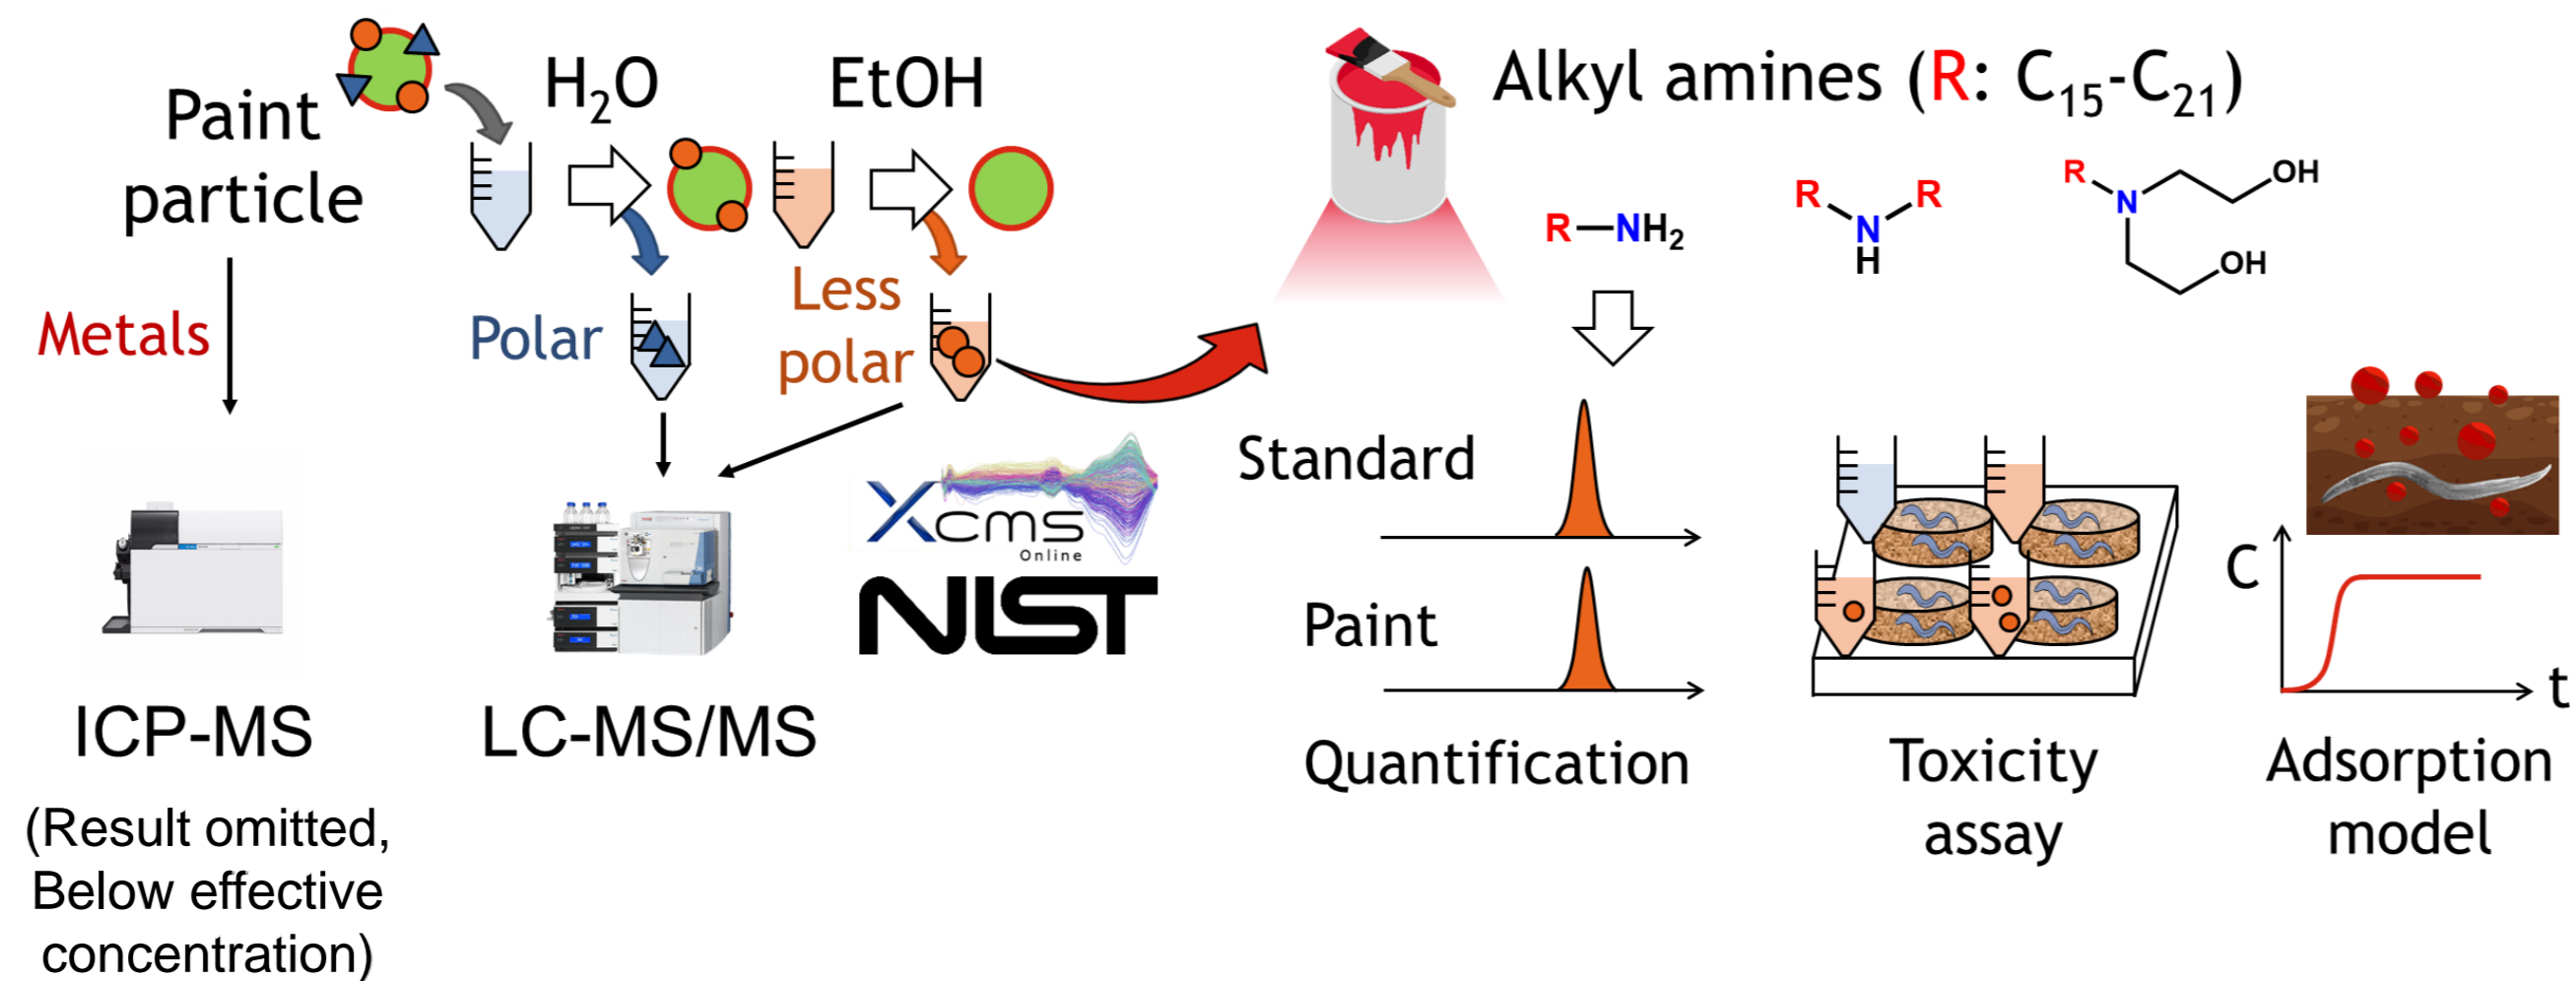 Paint
particle
H₂O
EtOH
Metals
Polar
Less
polar
ICP-MS
(Result omitted,
Below effective
concentration)
LC-MS/MS
Xcms
Online
NIST
Alkyl amines (R: C₁₅-C₂₁)
R—NH₂
R R
N
H
R
N
OH
OH
Standard
Paint
Quantification
Toxicity
assay
C
t
Adsorption
model